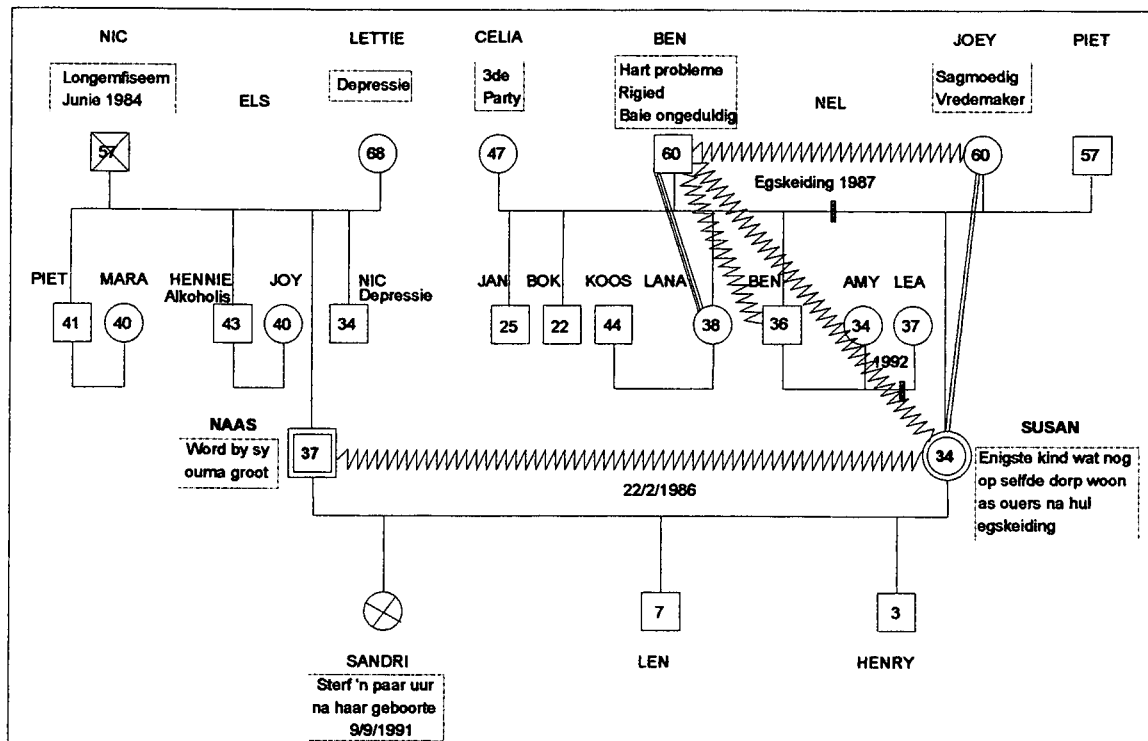 NIC
LETTIE
CELIA
BEN
JOEY
PIET
Longemfiseem
Junie 1984
ELS
Depressie
3de
Party
Hart probleme
Rigied
Baie ongeduldig
NEL
Sagmoedig
Vredemaker
57
68
47
60
60
57
Egskeiding 1987
PIET
MARA
HENNIE
Alkoholis
JOY
NIC
Depressie
JAN
BOK
KOOS
LANA
BEN
AMY
LEA
41
40
43
40
34
25
22
44
38
36
34
37
1992
NAAS
Word by sy
ouma groot
37
34
SUSAN
Enigste kind wat nog
op selfde dorp woon
as ouers na hul
egskeiding
22/2/1986
7
3
SANDRI
LEN
HENRY
Sterf 'n paar uur
na haar geboorte
9/9/1991